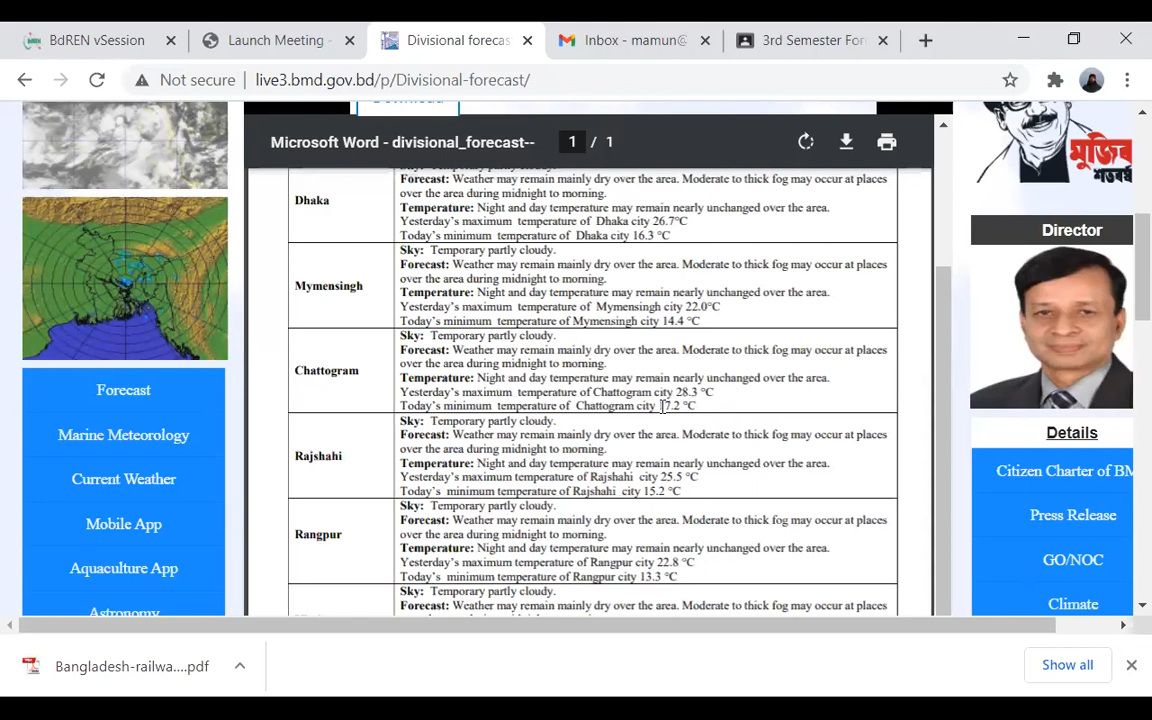 BdREN vSession
Launch Meeting -
Divisional forecas
Inbox - mamun@
3rd Semester For
Not secure | live3.bmd.gov.bd/p/Divisional-forecast/
Microsoft Word - divisional_forecast--
1 / 1
Dhaka
Forecast: Weather may remain mainly dry over the area. Moderate to thick fog may occur at places
over the area during midnight to morning.
Temperature: Night and day temperature may remain nearly unchanged over the area.
Yesterday's maximum temperature of Dhaka city 26.7°C
Today's minimum temperature of Dhaka city 16.3 °C
Mymensingh
Sky: Temporary partly cloudy.
Forecast: Weather may remain mainly dry over the area. Moderate to thick fog may occur at places
over the area during midnight to morning.
Temperature: Night and day temperature may remain nearly unchanged over the area.
Yesterday's maximum temperature of Mymensingh city 22.0°C
Today's minimum temperature of Mymensingh city 14.4 °C
Chattogram
Sky: Temporary partly cloudy.
Forecast: Weather may remain mainly dry over the area. Moderate to thick fog may occur at places
over the area during midnight to morning.
Temperature: Night and day temperature may remain nearly unchanged over the area.
Yesterday's maximum temperature of Chattogram city 28.3 °C
Today's minimum temperature of Chattogram city 17.2 °C
Rajshahi
Sky: Temporary partly cloudy.
Forecast: Weather may remain mainly dry over the area. Moderate to thick fog may occur at places
over the area during midnight to morning.
Temperature: Night and day temperature may remain nearly unchanged over the area.
Yesterday's maximum temperature of Rajshahi city 25.5 °C
Today's minimum temperature of Rajshahi city 15.2 °C
Rangpur
Sky: Temporary partly cloudy.
Forecast: Weather may remain mainly dry over the area. Moderate to thick fog may occur at places
over the area during midnight to morning.
Temperature: Night and day temperature may remain nearly unchanged over the area.
Yesterday's maximum temperature of Rangpur city 22.8 °C
Today's minimum temperature of Rangpur city 13.3 °C
Sky: Temporary partly cloudy.
Forecast: Weather may remain mainly dry over the area. Moderate to thick fog may occur at places
Forecast
Marine Meteorology
Current Weather
Mobile App
Aquaculture App
Astronomy
মুজিব
শতবর্ষ
Director
Details
Citizen Charter of BM
Press Release
GO/NOC
Climate
Bangladesh-railwa....pdf
Show all